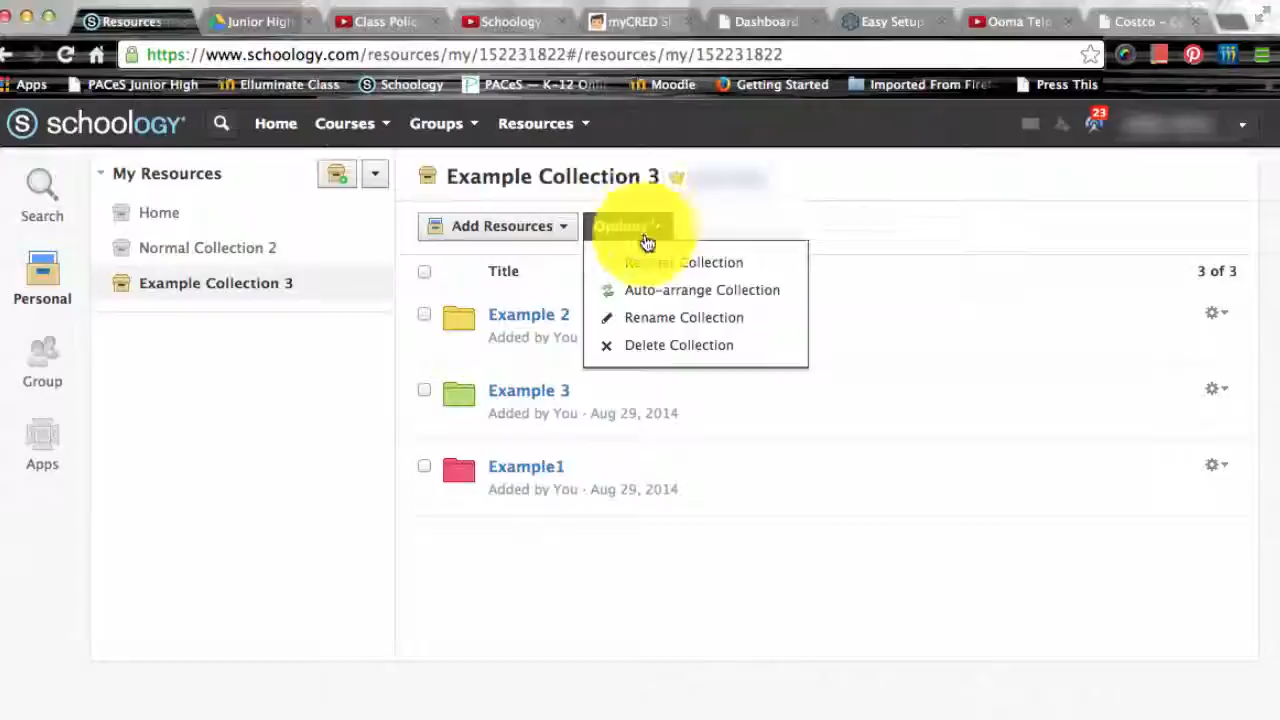 Resources
Junior High
Class Polic
Schoology
myCRED
Dashboard
Easy Setup
Ooma Tele
Costco – C
https://www.schoology.com/resources/my/152231822#/resources/my/152231822
Apps
PACeS Junior High
Illuminate Class
Schoology
PACeS — K-12 Onli
Moodle
Getting Started
Imported From Firef
Press This
S schoology
Home
Courses
Groups
Resources
23
Search
Personal
Group
Apps
My Resources
Home
Normal Collection 2
Example Collection 3
Example Collection 3
Add Resources
Options
Collection
Auto-arrange Collection
Rename Collection
Delete Collection
Title
3 of 3
Example 2
Added by You
Example 3
Added by You · Aug 29, 2014
Example1
Added by You · Aug 29, 2014